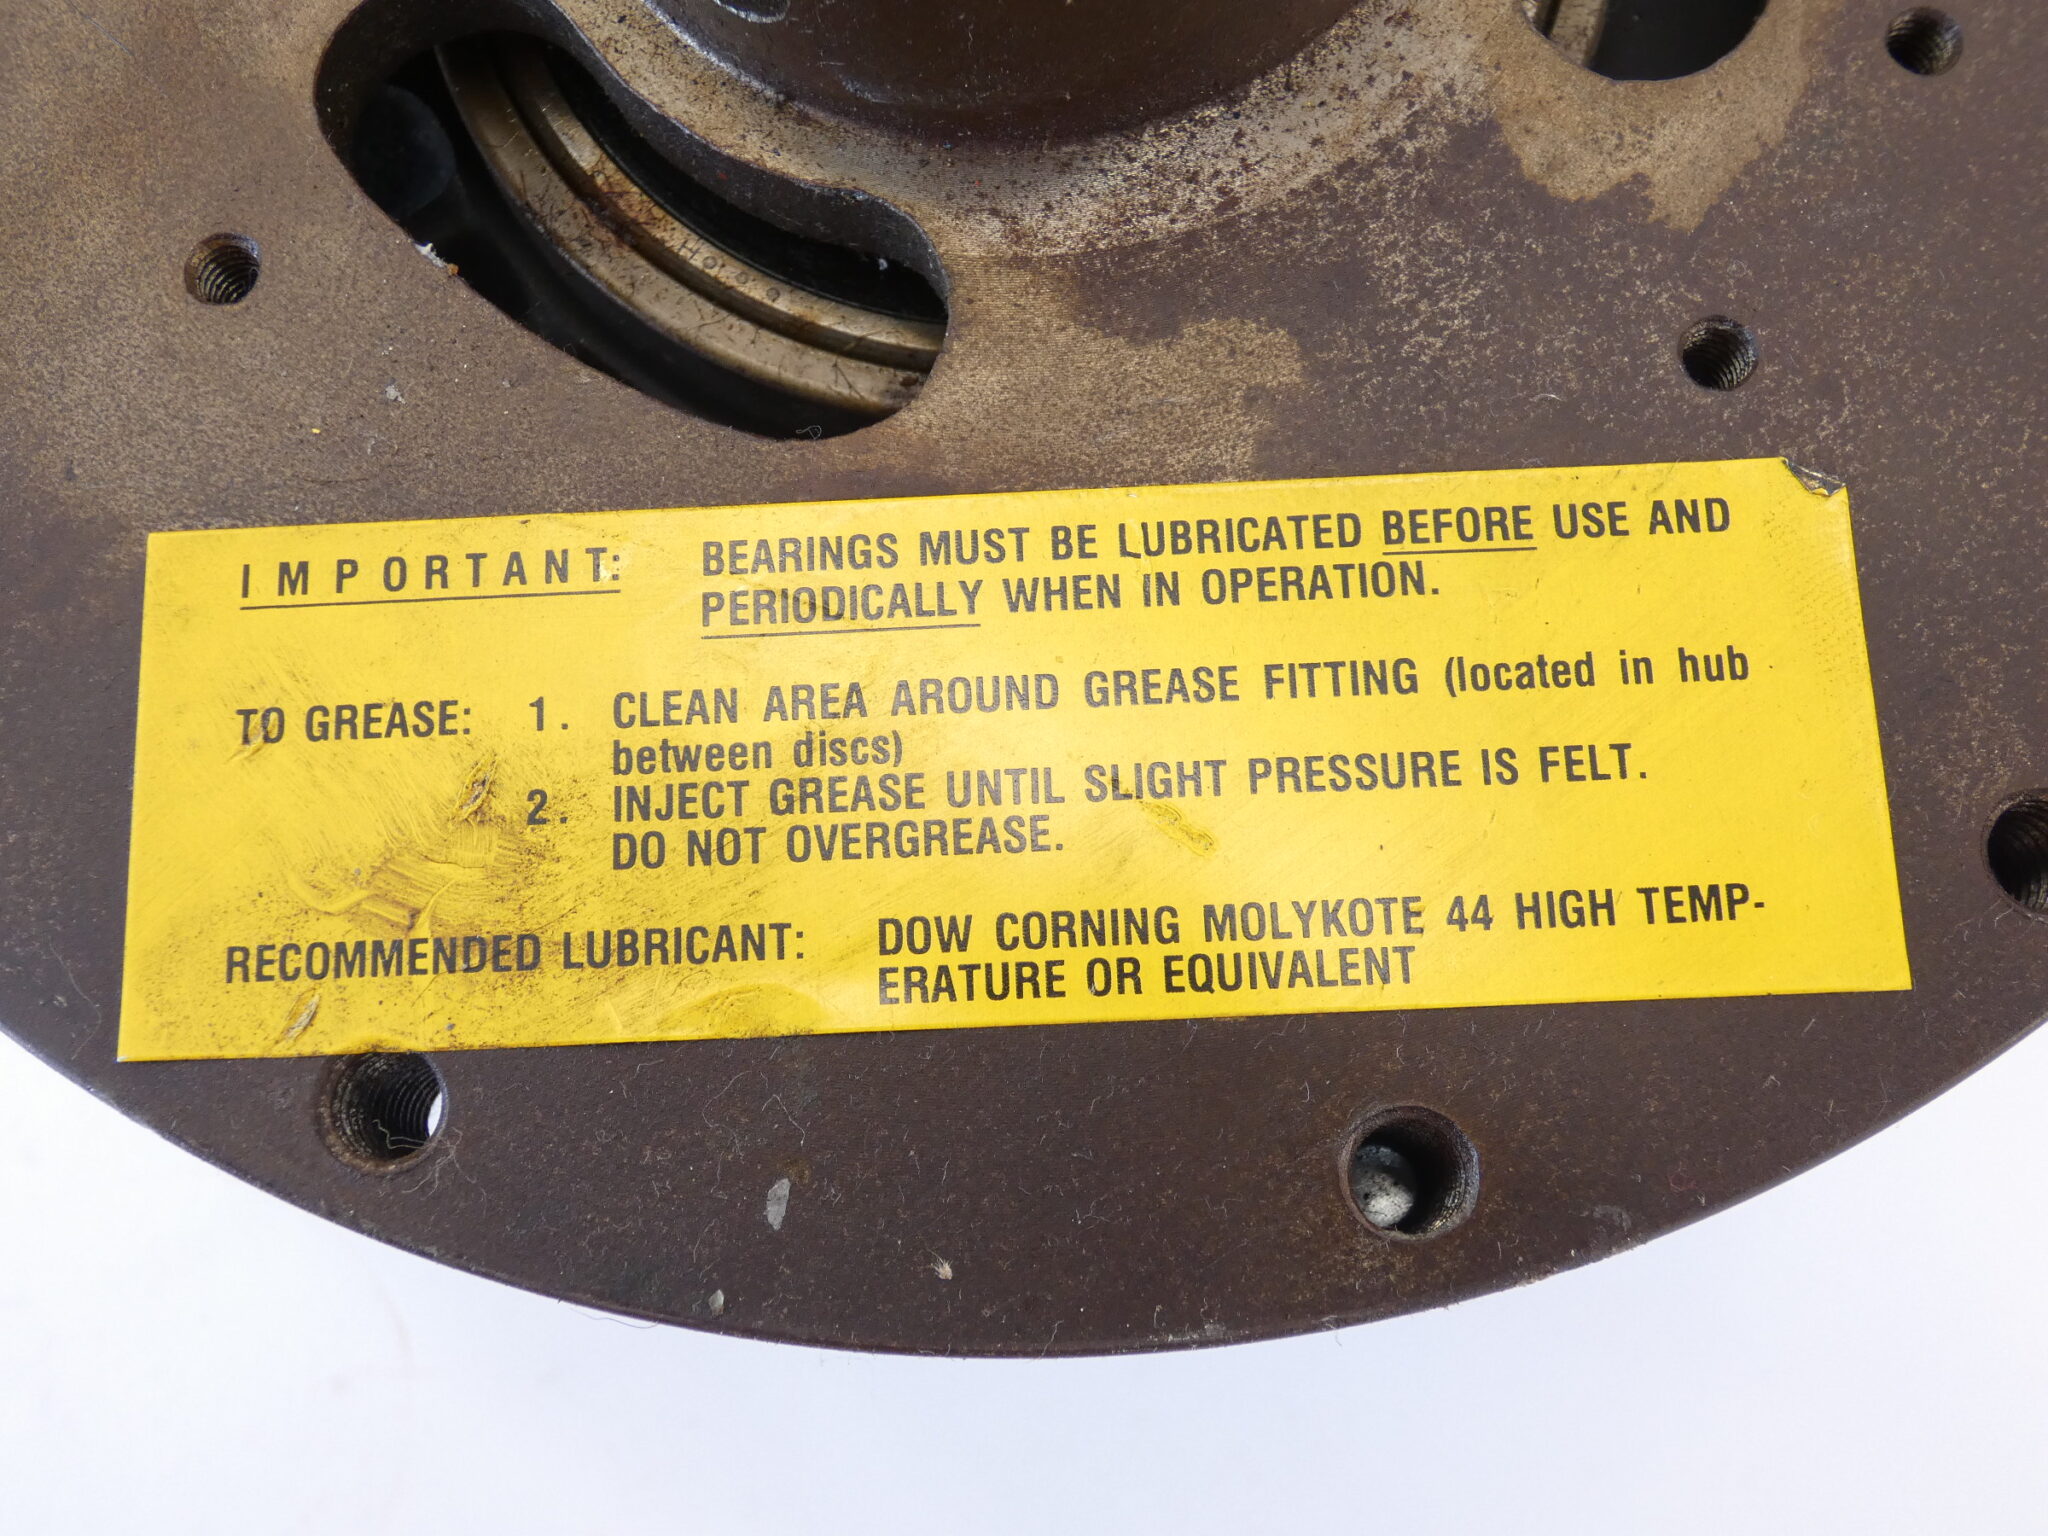 IMPORTANT: BEARINGS MUST BE LUBRICATED BEFORE USE AND
PERIODICALLY WHEN IN OPERATION.
TO GREASE: 1. CLEAN AREA AROUND GREASE FITTING (located in hub
between discs)
2. INJECT GREASE UNTIL SLIGHT PRESSURE IS FELT.
DO NOT OVERGREASE.
RECOMMENDED LUBRICANT: DOW CORNING MOLYKOTE 44 HIGH TEMP-
ERATURE OR EQUIVALENT